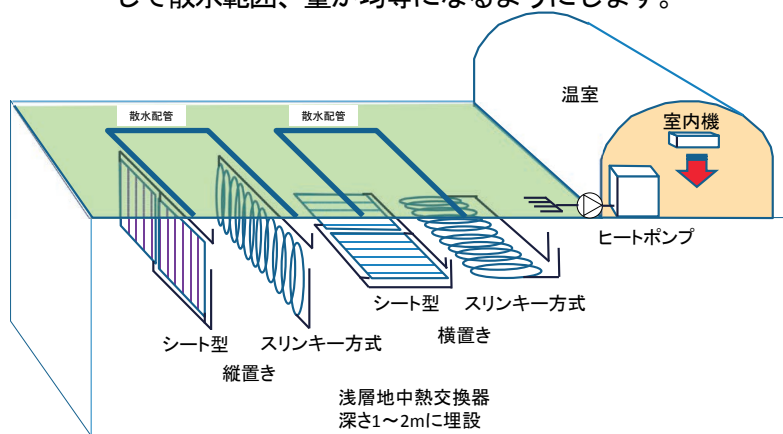 して散水範囲、量が均等になるようにします。
温室
散水配管
散水配管
室内機
ヒートポンプ
シート型
スリンキー方式
シート型
スリンキー方式
縦置き
横置き
浅層地中熱交換器
深さ1～2mに埋設